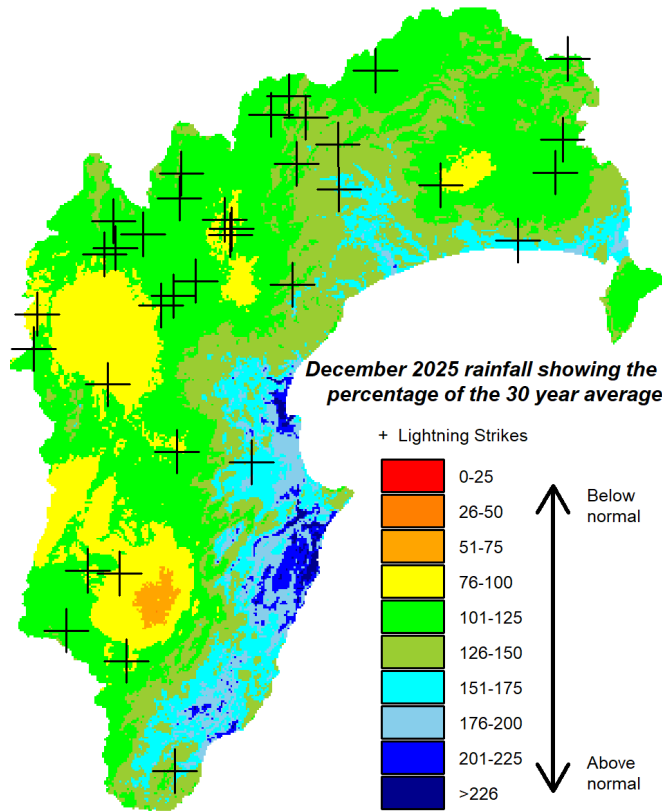 December 2025 rainfall showing the
percentage of the 30 year average
+ Lightning Strikes
0-25
26-50
51-75
76-100
101-125
126-150
151-175
176-200
201-225
>226
Below
normal
Above
normal